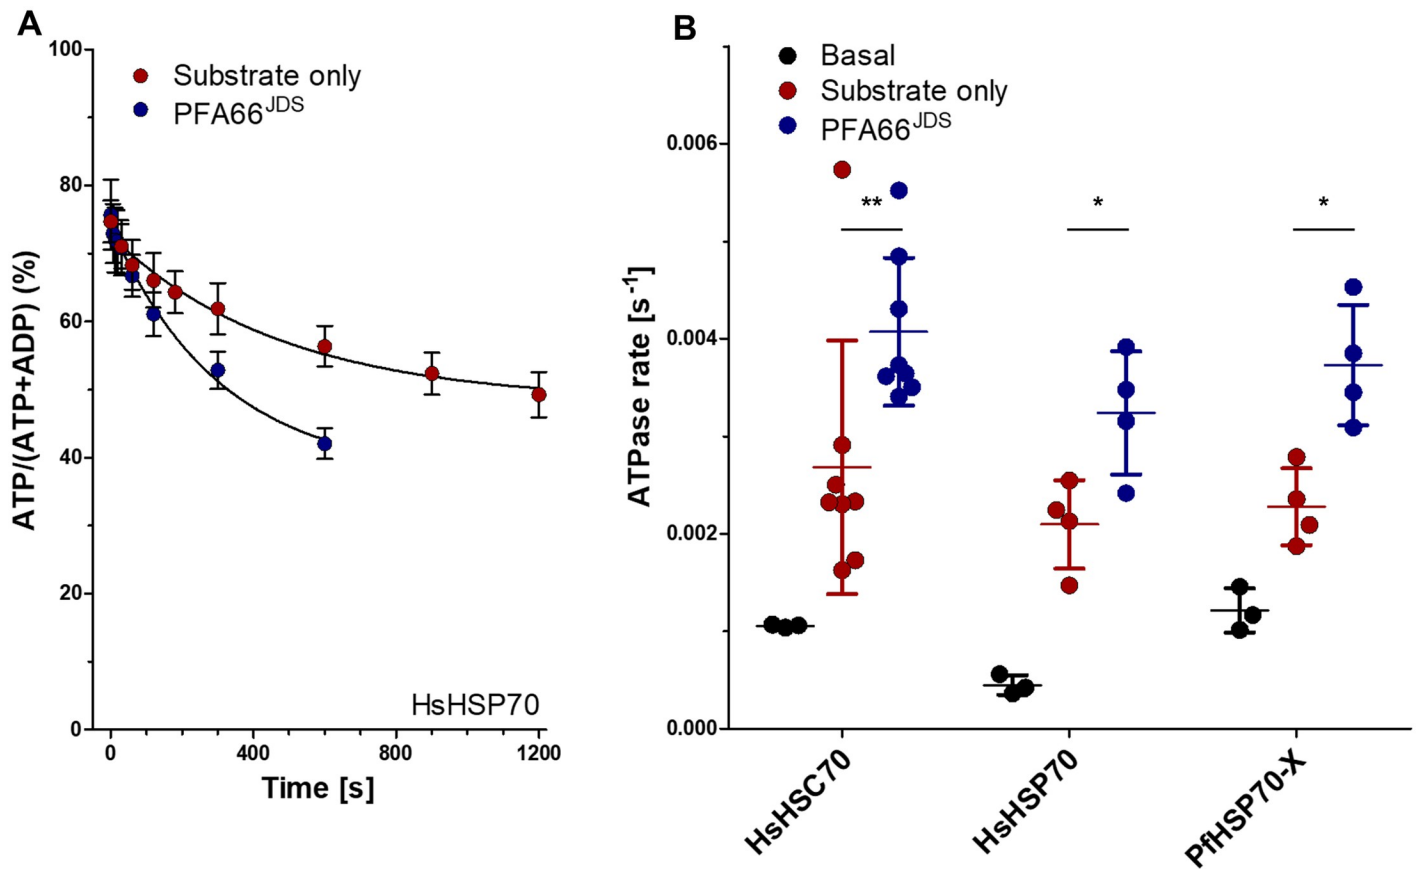 A
100
80
60
40
20
0
ATP/(ATP+ADP) (%)
Substrate only
PFA66JDS
HsHSP70
0
400
800
1200
Time [s]
B
Basal
Substrate only
PFA66JDS
0.006
0.004
0.002
0.000
ATPase rate [s-1]
**
*
*
HsHSC70
HsHSP70
PfHSP70-X